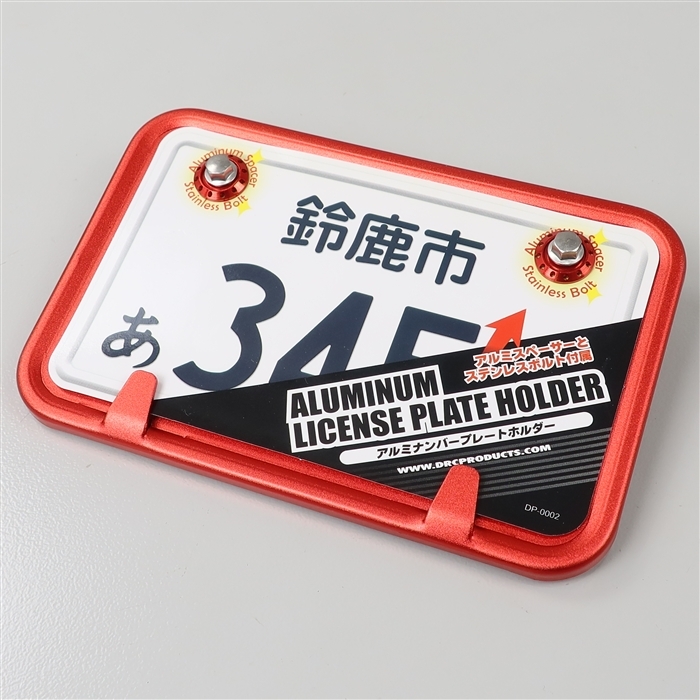 Aluminum Spacer
Stainless Bolt
Aluminum Spacer
Stainless Bolt
鈴鹿市
あ 345
アルミスペーサーと
ステンレスボルト付属
ALUMINUM
LICENSE PLATE HOLDER
アルミナンバープレートホルダー
WWW.DRCPRODUCTS.COM
DP-0002